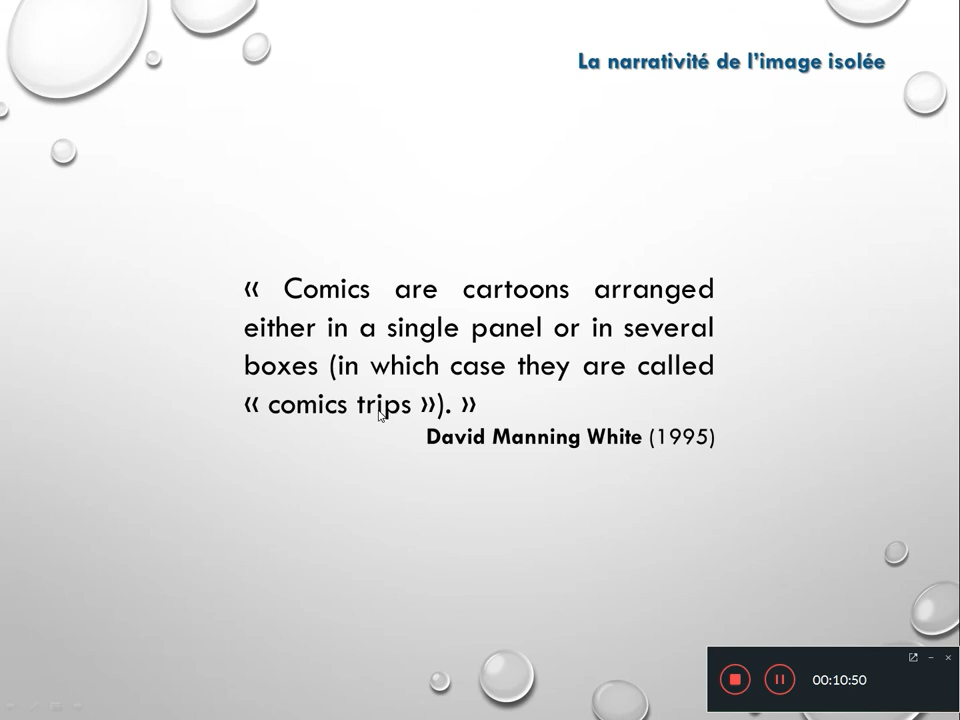 La narrativité de l'image isolée
« Comics are cartoons arranged
either in a single panel or in several
boxes (in which case they are called
« comics trips »). »
David Manning White (1995)
00:10:50